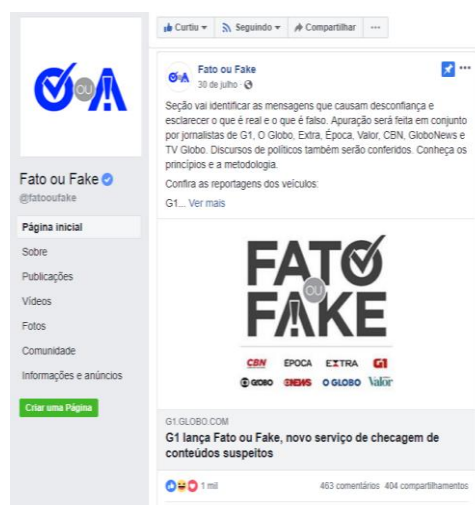 OU
Fato ou Fake
@fatooufake
Página inicial
Sobre
Publicações
Vídeos
Fotos
Comunidade
Informações e anúncios
Criar uma Página
Curtiu Seguindo Compartilhar
OU
Fato ou Fake
30 de julho
Seção vai identificar as mensagens que causam desconfiança e
esclarecer o que é real e o que é falso. Apuração será feita em conjunto
por jornalistas de G1, O Globo, Extra, Época, Valor, CBN, GloboNews e
TV Globo. Discursos de políticos também serão conferidos. Conheça os
princípios e a metodologia.
Confira as reportagens dos veículos:
G1... Ver mais
FATO
OU
FAKE
CBN EPOCA EXTRA G1
GLOBO GNEWS O GLOBO Valor
G1.GLOBO.COM
G1 lança Fato ou Fake, novo serviço de checagem de
conteúdos suspeitos
1 mil 463 comentários 404 compartilhamentos